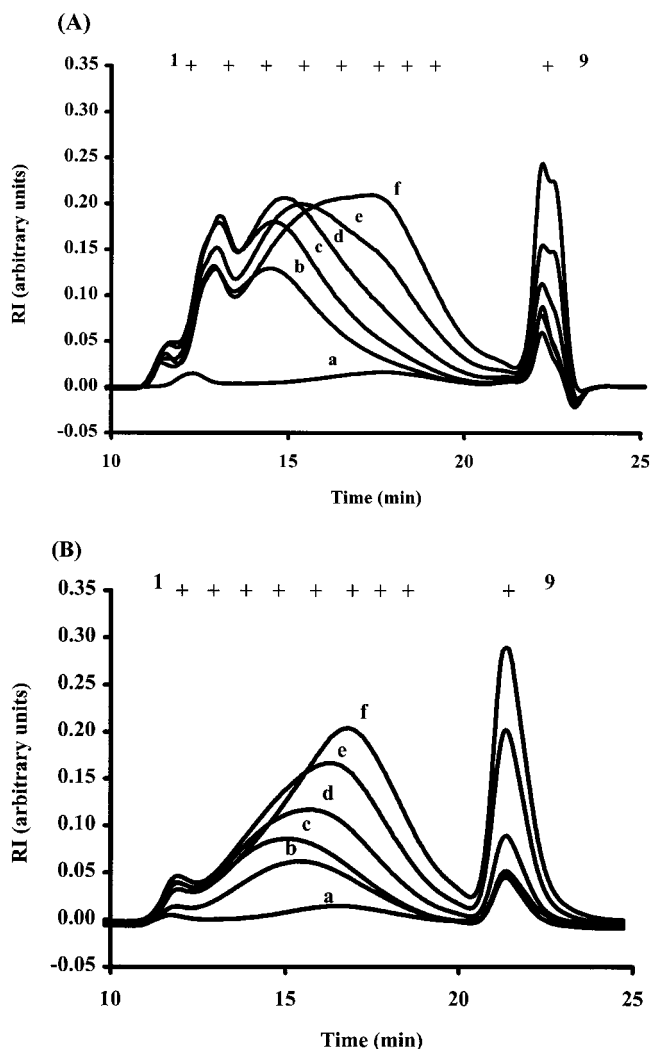 (A)
1 + + + + + + + + + 9
0.35
0.30
0.25
0.20
0.15
0.10
0.05
0.00
-0.05
RI (arbitrary units)
f
e
d
c
b
a
10 15 20 25
Time (min)
(B)
1 + + + + + + + + + 9
0.35
0.30
0.25
0.20
0.15
0.10
0.05
0.00
-0.05
RI (arbitrary units)
f
e
d
c
b
a
10 15 20 25
Time (min)